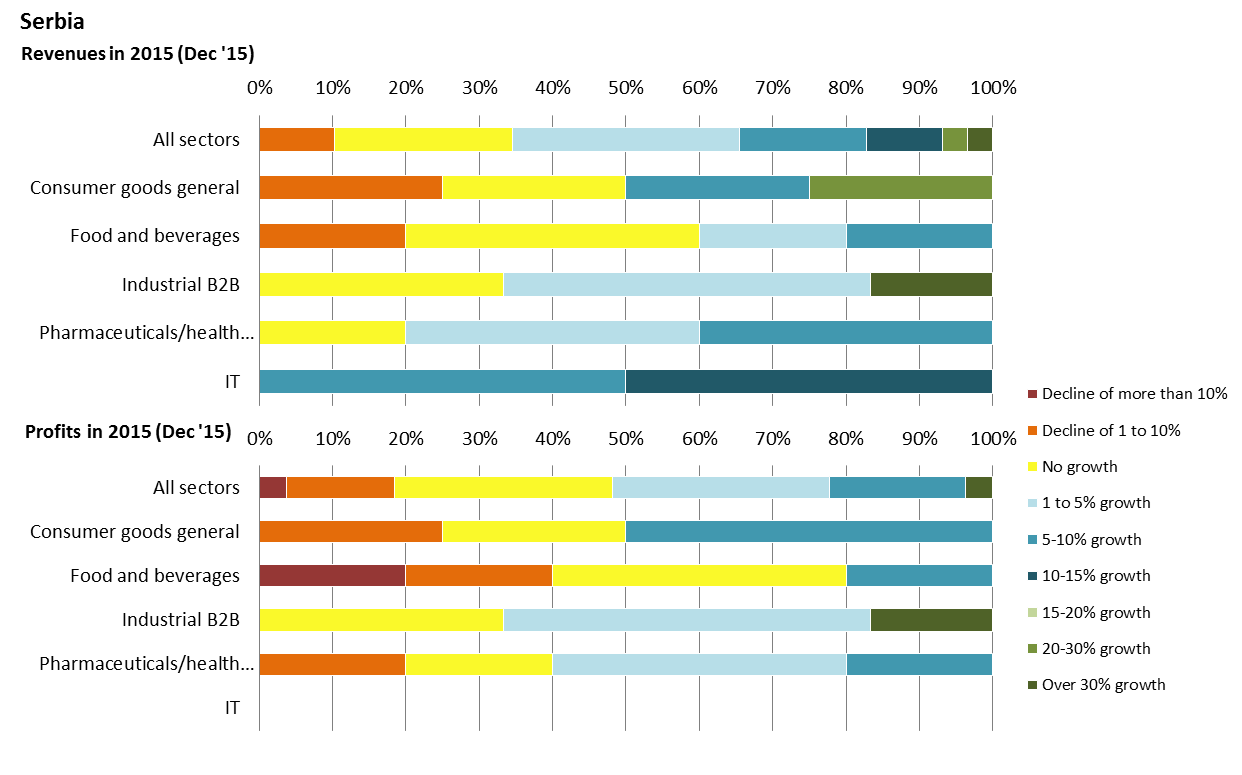 Serbia
Revenues in 2015 (Dec '15)
0% 10% 20% 30% 40% 50% 60% 70% 80% 90% 100%
All sectors
Consumer goods general
Food and beverages
Industrial B2B
Pharmaceuticals/health...
IT
Profits in 2015 (Dec '15)
0% 10% 20% 30% 40% 50% 60% 70% 80% 90% 100%
All sectors
Consumer goods general
Food and beverages
Industrial B2B
Pharmaceuticals/health...
IT
Decline of more than 10%
Decline of 1 to 10%
No growth
1 to 5% growth
5-10% growth
10-15% growth
15-20% growth
20-30% growth
Over 30% growth